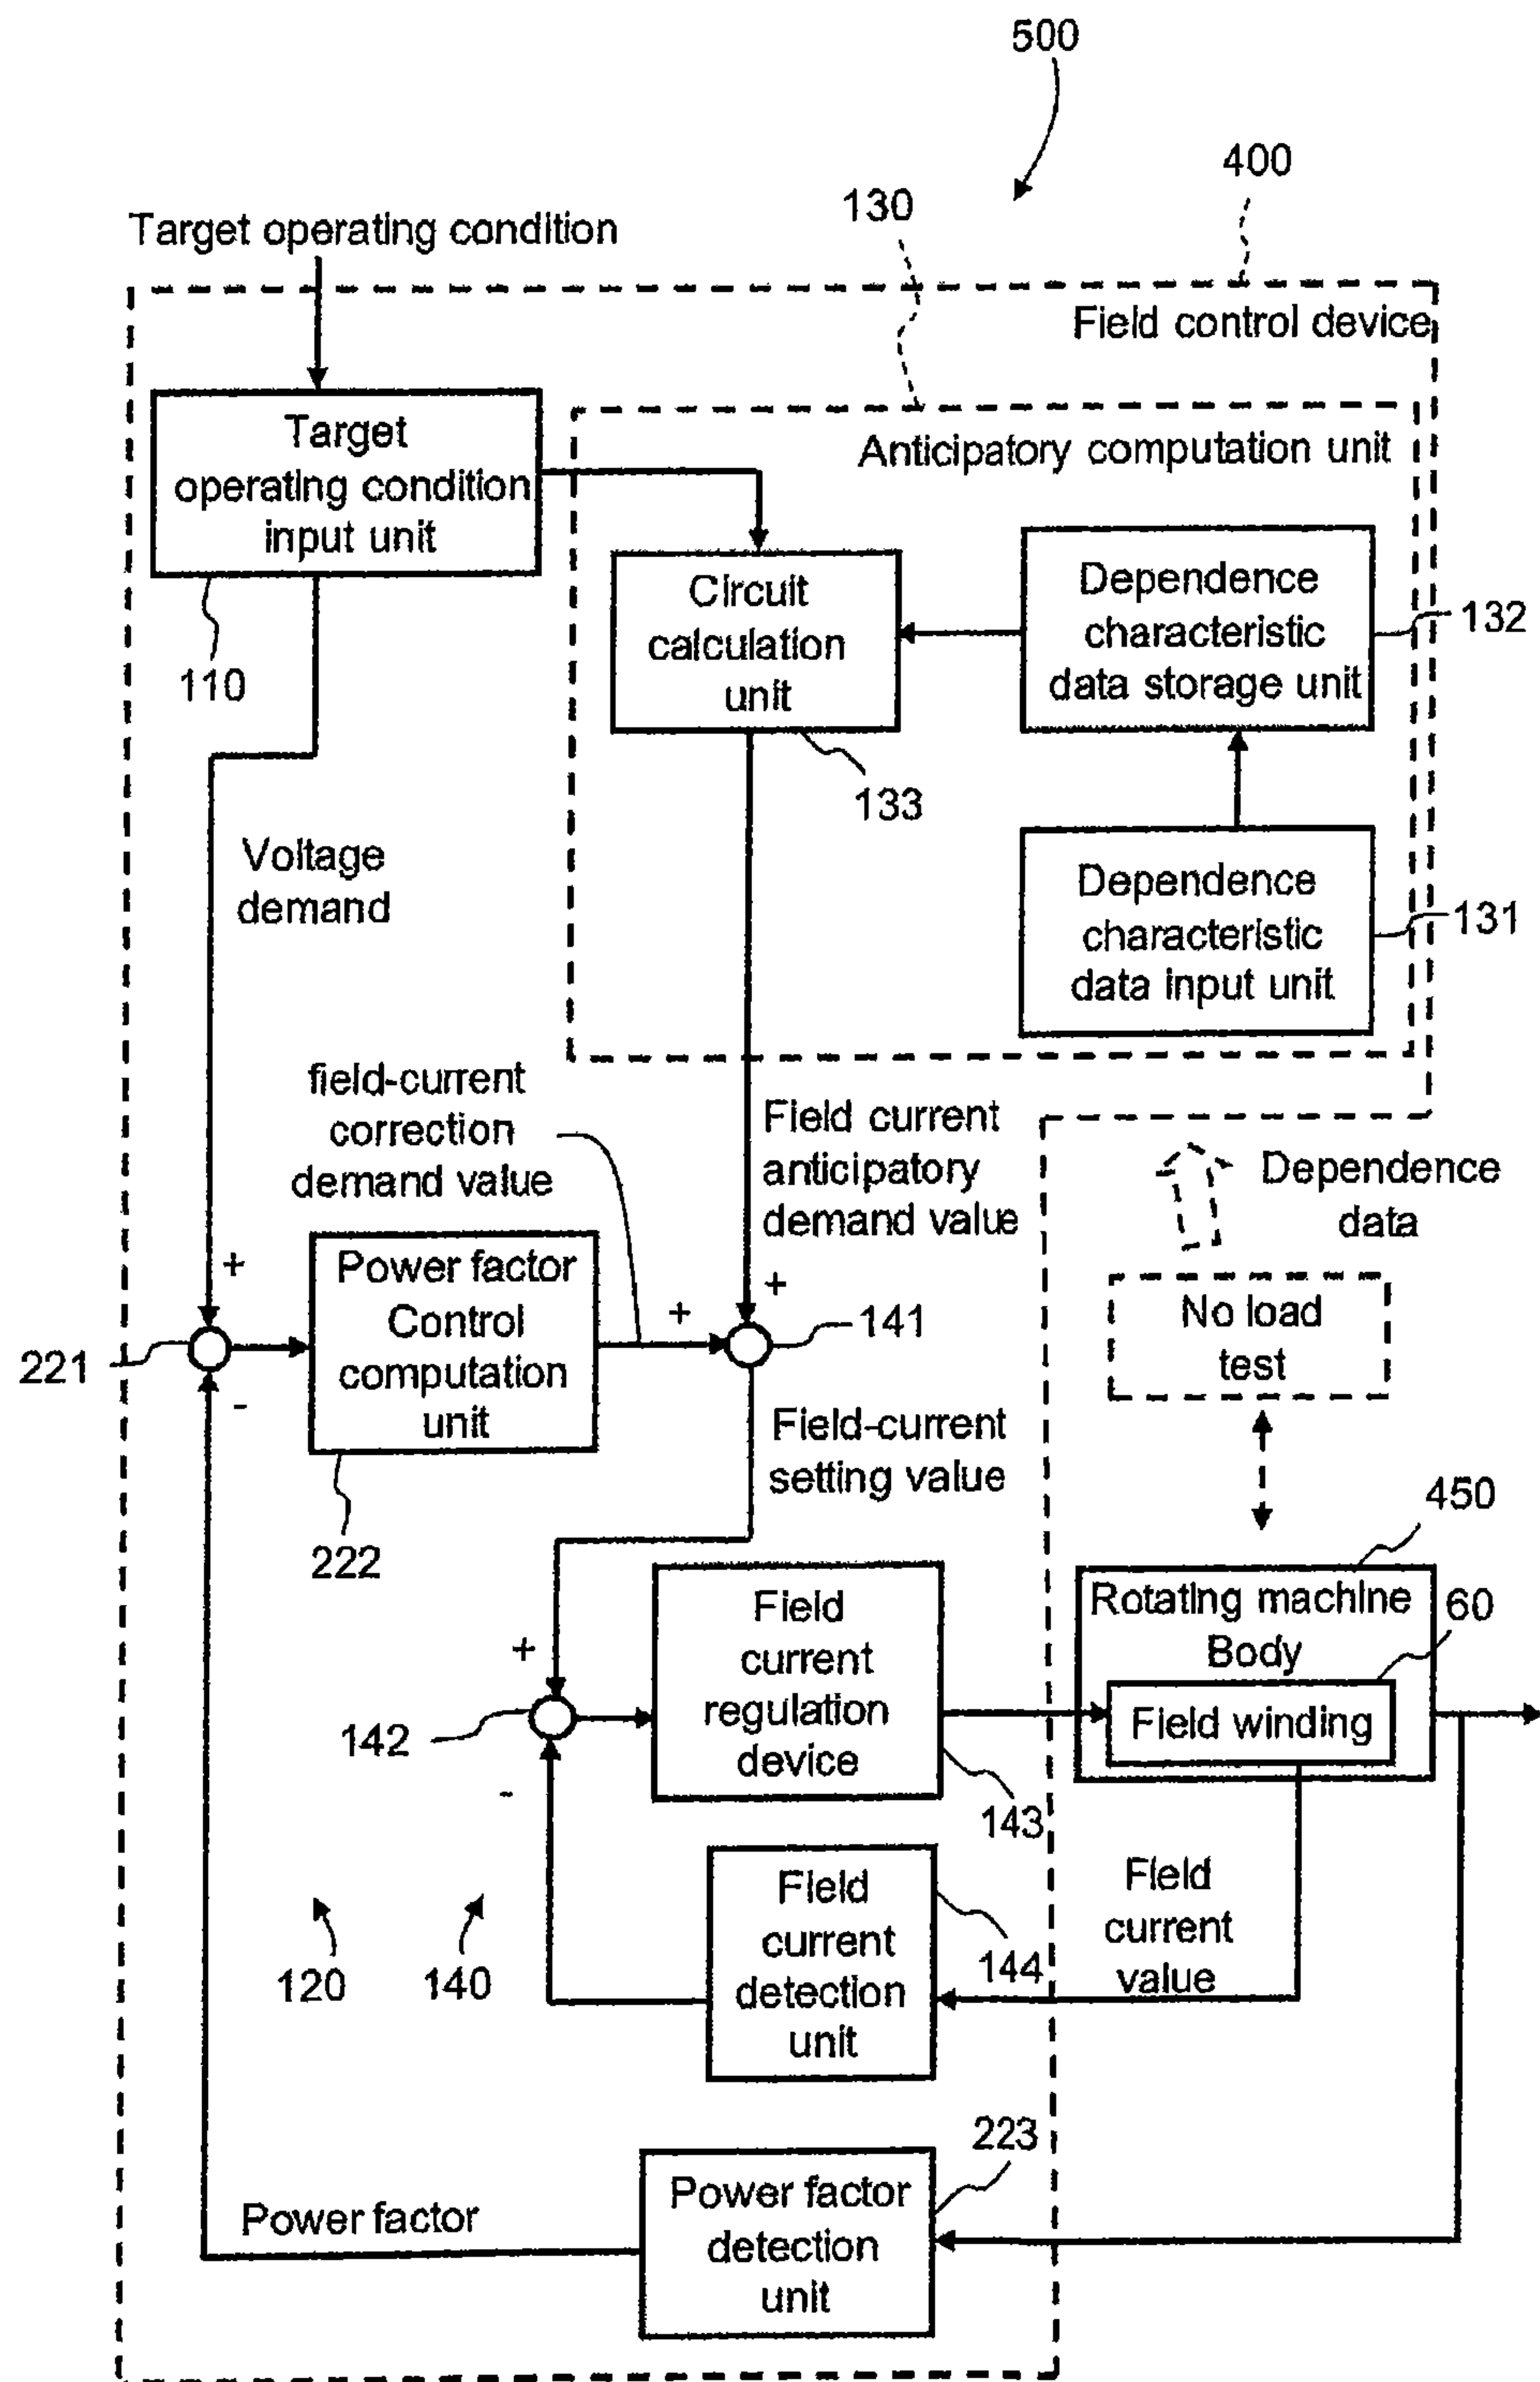 500
400
130
Target operating condition
Field control device
Target
operating condition
input unit
110
Anticipatory computation unit
Circuit
calculation
unit
133
Dependence
characteristic
data storage unit
132
Dependence
characteristic
data input unit
131
Voltage
demand
field-current
correction
demand value
Field current
anticipatory
demand value
Dependence
data
No load
test
+
-
221
Power factor
Control
computation
unit
222
+
+
141
Field-current
setting value
450
Rotating machine
Body
60
Field winding
+
-
142
Field
current
regulation
device
143
Field
current
detection
unit
144
Field
current
value
120
140
223
Power factor
detection
unit
Power factor